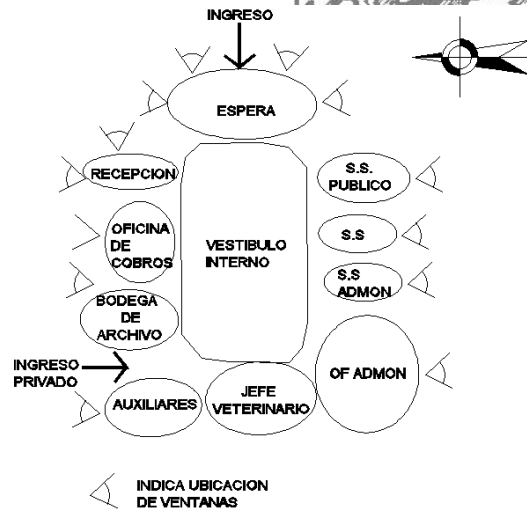 INGRESO
ESPERA
RECEPCION
S.S.
PUBLICO
OFICINA
DE
COBROS
VESTIBULO
INTERNO
S.S
S.S
ADMON
BODEGA
DE
ARCHIVO
INGRESO
PRIVADO
OF ADMON
AUXILIARES
JEFE
VETERINARIO
INDICA UBICACION
DE VENTANAS